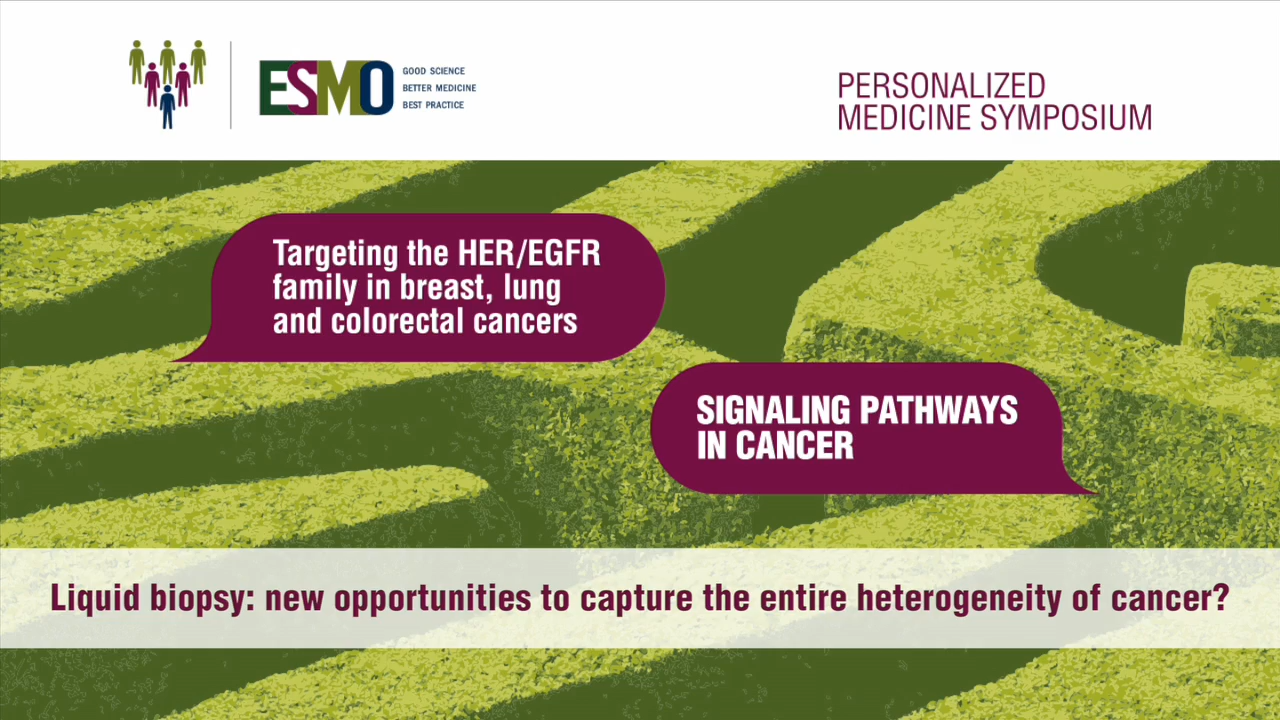 ESMO
GOOD SCIENCE
BETTER MEDICINE
BEST PRACTICE
PERSONALIZED
MEDICINE SYMPOSIUM
Targeting the HER/EGFR
family in breast, lung
and colorectal cancers
SIGNALING PATHWAYS
IN CANCER
Liquid biopsy: new opportunities to capture the entire heterogeneity of cancer?